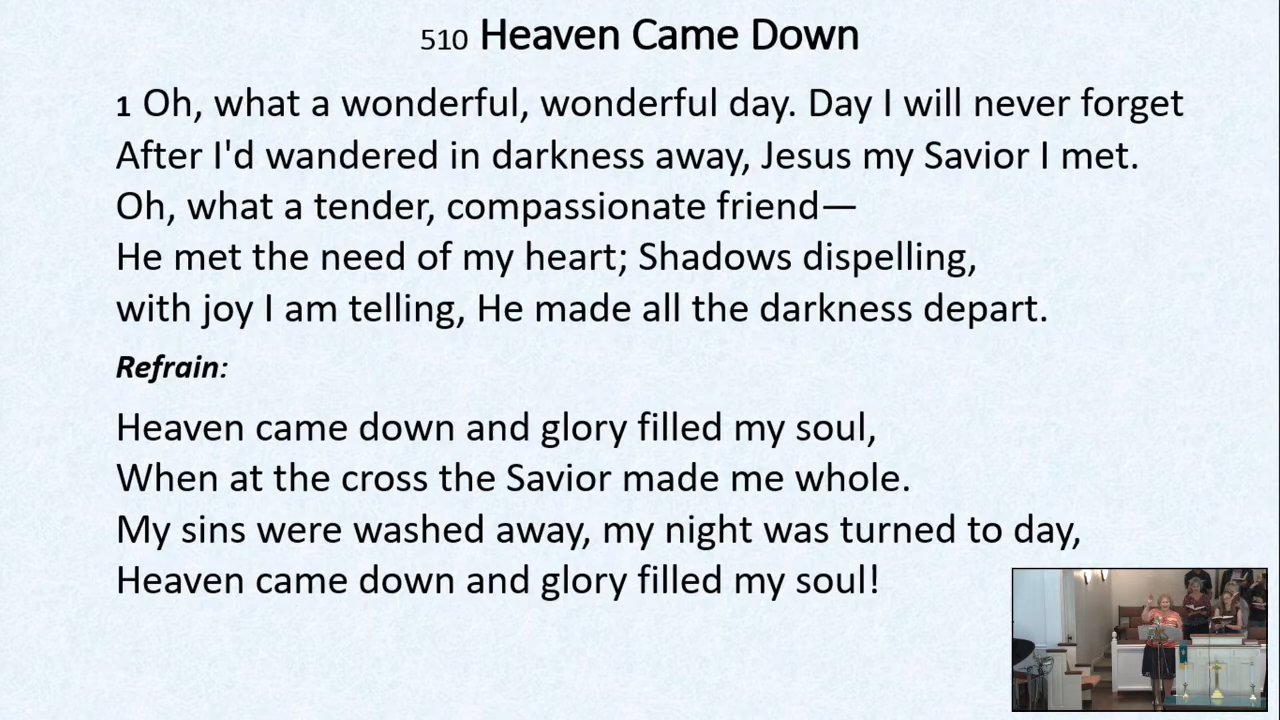 510 Heaven Came Down
1 Oh, what a wonderful, wonderful day. Day I will never forget
After I'd wandered in darkness away, Jesus my Savior I met.
Oh, what a tender, compassionate friend—
He met the need of my heart; Shadows dispelling,
with joy I am telling, He made all the darkness depart.
Refrain:
Heaven came down and glory filled my soul,
When at the cross the Savior made me whole.
My sins were washed away, my night was turned to day,
Heaven came down and glory filled my soul!